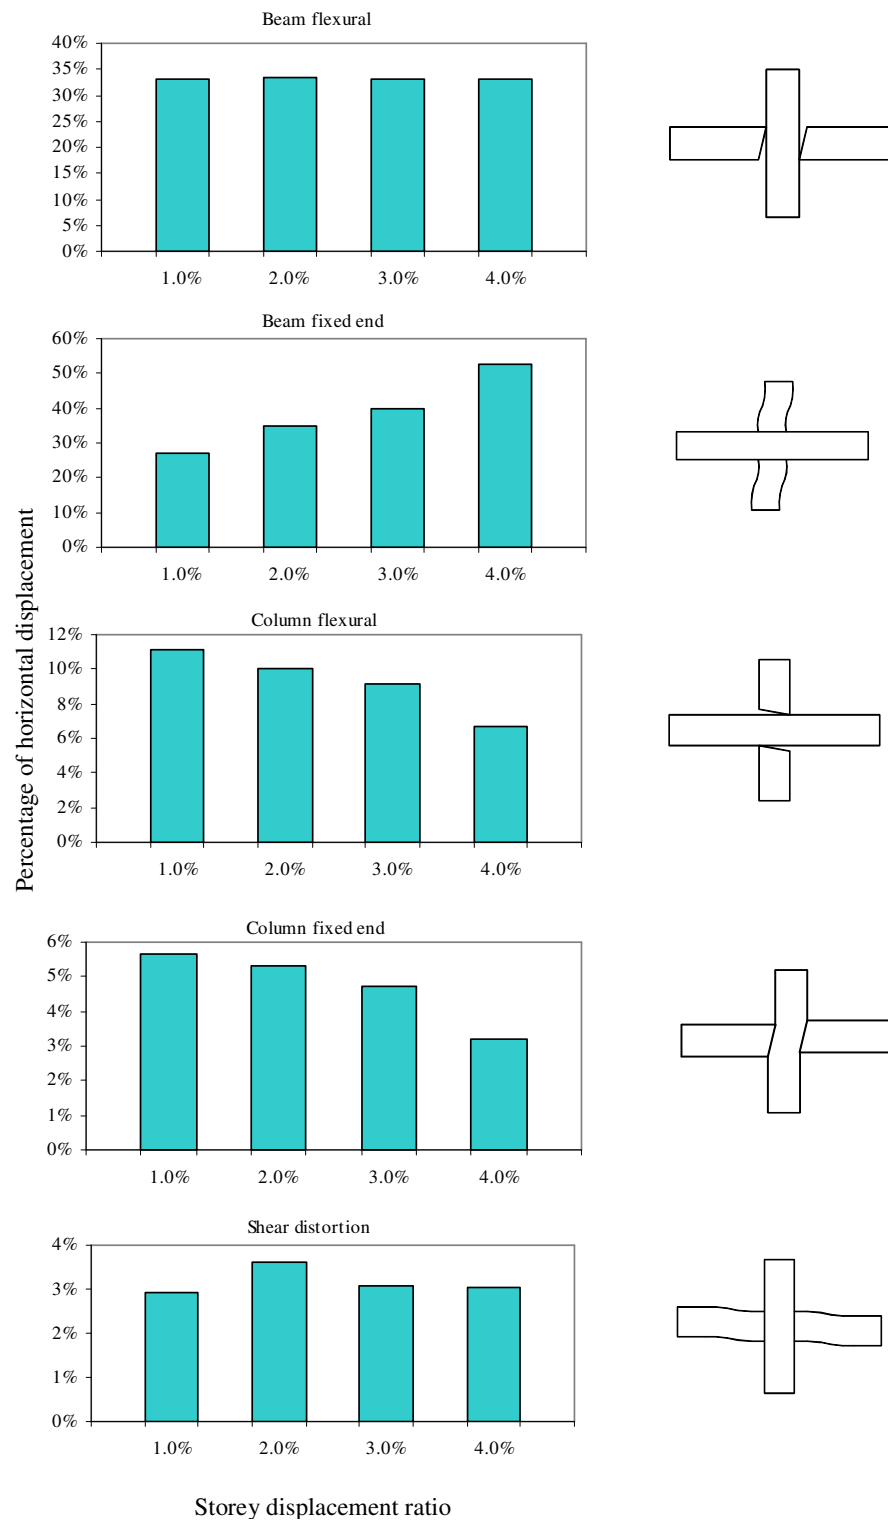 Beam flexural
40%
35%
30%
25%
20%
15%
10%
5%
0%
1.0% 2.0% 3.0% 4.0%
Beam fixed end
60%
50%
40%
30%
20%
10%
0%
1.0% 2.0% 3.0% 4.0%
Percentage of horizontal displacement
Column flexural
12%
10%
8%
6%
4%
2%
0%
1.0% 2.0% 3.0% 4.0%
Column fixed end
6%
5%
4%
3%
2%
1%
0%
1.0% 2.0% 3.0% 4.0%
Shear distortion
4%
3%
2%
1%
0%
1.0% 2.0% 3.0% 4.0%
Storey displacement ratio